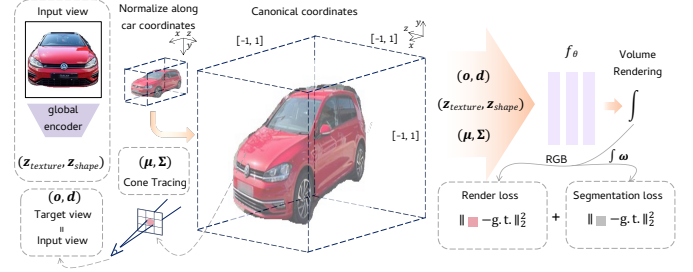 Input view
global
encoder
(z_texture, z_shape)
(o, d)
Target view
=
Input view
Normalize along
car coordinates
x z
y
(μ, Σ)
Cone Tracing
Canonical coordinates
[-1, 1]
[-1, 1]
[-1, 1]
z y
x
(o, d)
(z_texture, z_shape)
(μ, Σ)
f_θ
Volume
Rendering
∫
RGB
∫ ω
Render loss
‖ −g.t. ‖²₂
+
Segmentation loss
‖ −g.t. ‖²₂